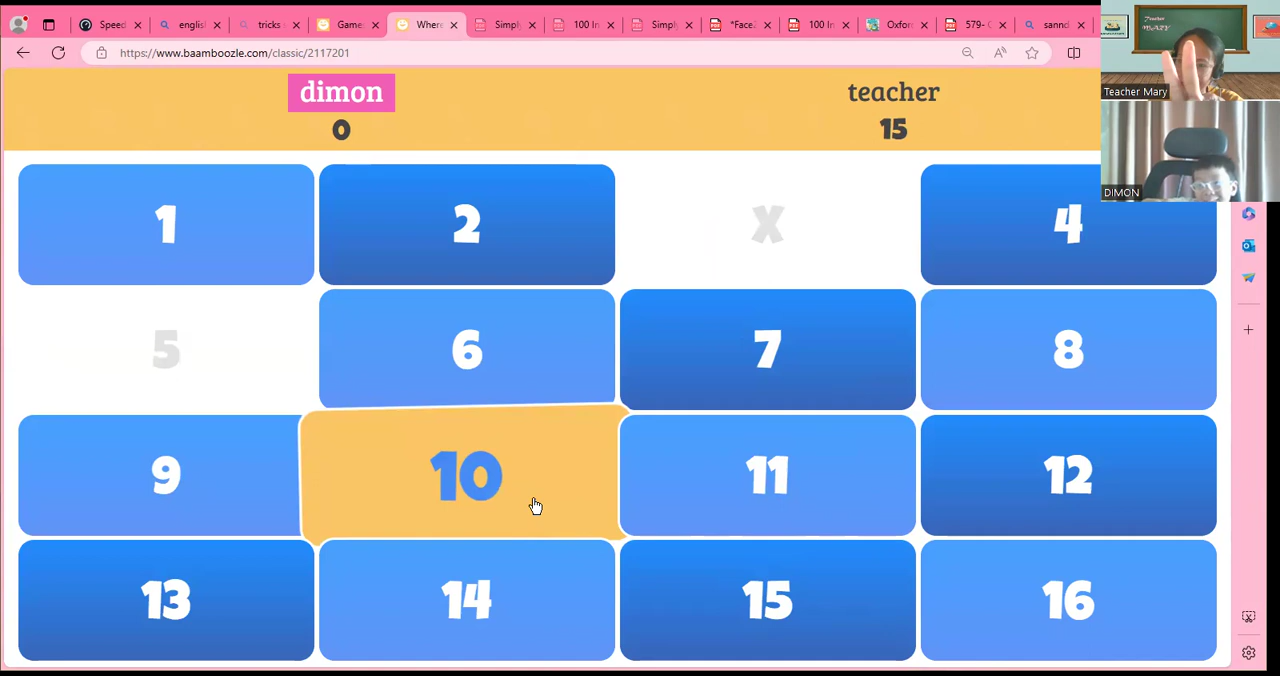 Speed
englis
tricks
Game
Where
Simpl
100 In
Simpl
*Face
100 In
Oxfor
579-
sannd
https://www.baamboozle.com/classic/2117201
dimon
0
teacher
15
Teacher Mary
DIMON
1
2
X
4
5
6
7
8
9
10
11
12
13
14
15
16